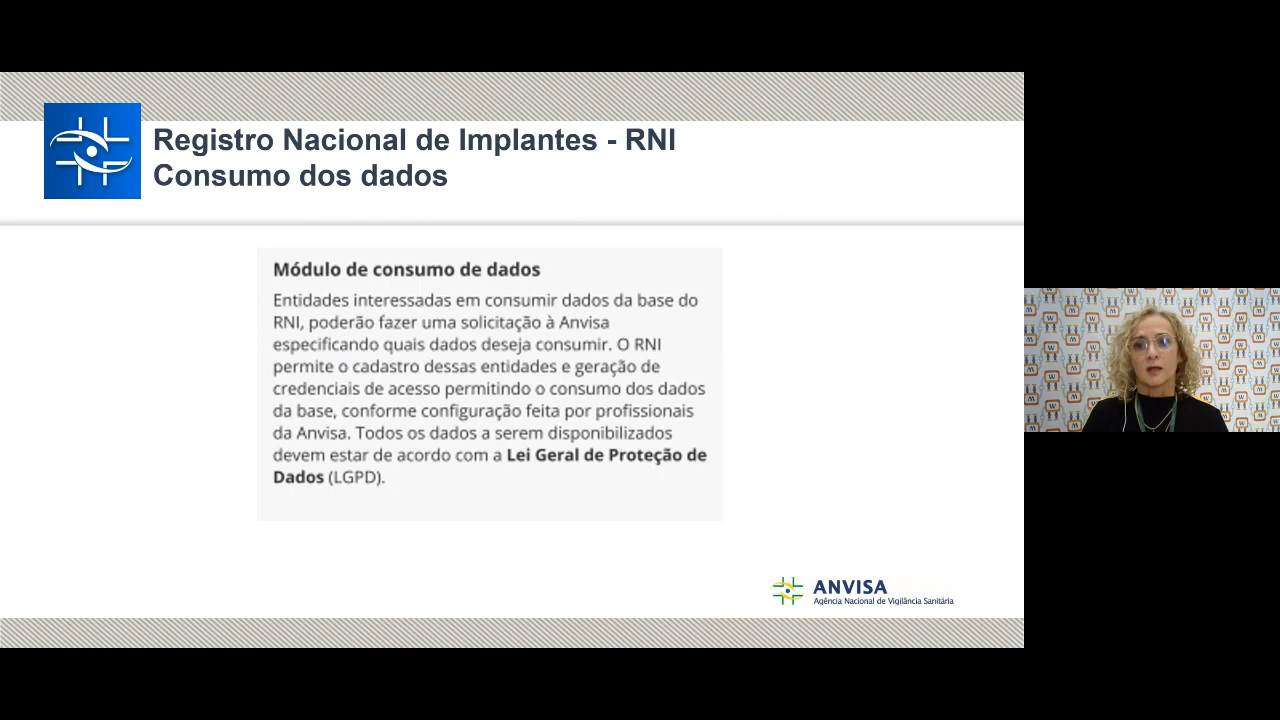 Registro Nacional de Implantes - RNI
Consumo dos dados
Módulo de consumo de dados
Entidades interessadas em consumir dados da base do
RNI, poderão fazer uma solicitação à Anvisa
especificando quais dados deseja consumir. O RNI
permite o cadastro dessas entidades e geração de
credenciais de acesso permitindo o consumo dos dados
da base, conforme configuração feita por profissionais
da Anvisa. Todos os dados a serem disponibilizados
devem estar de acordo com a Lei Geral de Proteção de
Dados (LGPD).
ANVISA
Agência Nacional de Vigilância Sanitária